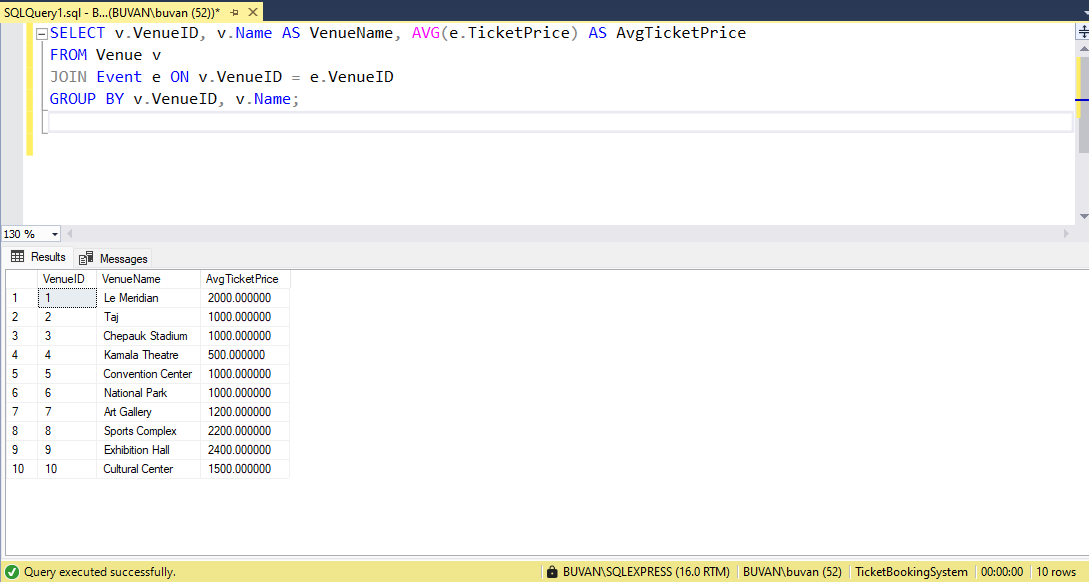 SQLQuery1.sql - B...(BUVAN\buvan (52))*
SELECT v.VenueID, v.Name AS VenueName, AVG(e.TicketPrice) AS AvgTicketPrice
FROM Venue v
JOIN Event e ON v.VenueID = e.VenueID
GROUP BY v.VenueID, v.Name;
130 %
Results Messages
VenueID VenueName AvgTicketPrice
1 1 Le Meridian 2000.000000
2 2 Taj 1000.000000
3 3 Chepauk Stadium 1000.000000
4 4 Kamala Theatre 500.000000
5 5 Convention Center 1000.000000
6 6 National Park 1000.000000
7 7 Art Gallery 1200.000000
8 8 Sports Complex 2200.000000
9 9 Exhibition Hall 2400.000000
10 10 Cultural Center 1500.000000
Query executed successfully. BUVAN\SQLEXPRESS (16.0 RTM) BUVAN\buvan (52) TicketBookingSystem 00:00:00 10 rows